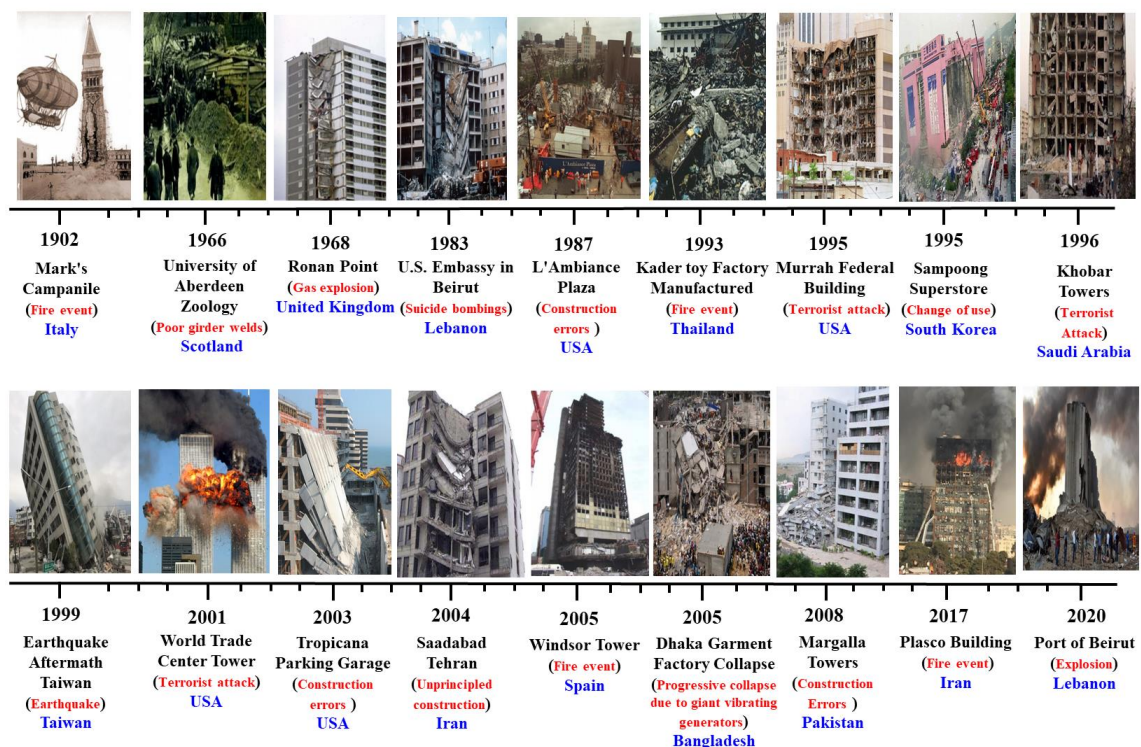 1902
Mark's
Campanile
(Fire event)
Italy
1966
University of
Aberdeen
Zoology
(Poor girder welds)
Scotland
1968
Ronan Point
(Gas explosion)
United Kingdom
1983
U.S. Embassy in
Beirut
(Suicide bombings)
Lebanon
1987
L'Ambiance
Plaza
(Construction
errors )
USA
1993
Kader toy Factory
Manufactured
(Fire event)
Thailand
1995
Murrah Federal
Building
(Terrorist attack)
USA
1995
Sampoong
Superstore
(Change of use)
South Korea
1996
Khobar
Towers
(Terrorist
Attack)
Saudi Arabia
1999
Earthquake
Aftermath
Taiwan
(Earthquake)
Taiwan
2001
World Trade
Center Tower
(Terrorist attack)
USA
2003
Tropicana
Parking Garage
(Construction
errors )
USA
2004
Saadabad
Tehran
(Unprincipled
construction)
Iran
2005
Windsor Tower
(Fire event)
Spain
2005
Dhaka Garment
Factory Collapse
(Progressive collapse
due to giant vibrating
generators)
Bangladesh
2008
Margalla
Towers
(Construction
Errors )
Pakistan
2017
Plasco Building
(Fire event)
Iran
2020
Port of Beirut
(Explosion)
Lebanon